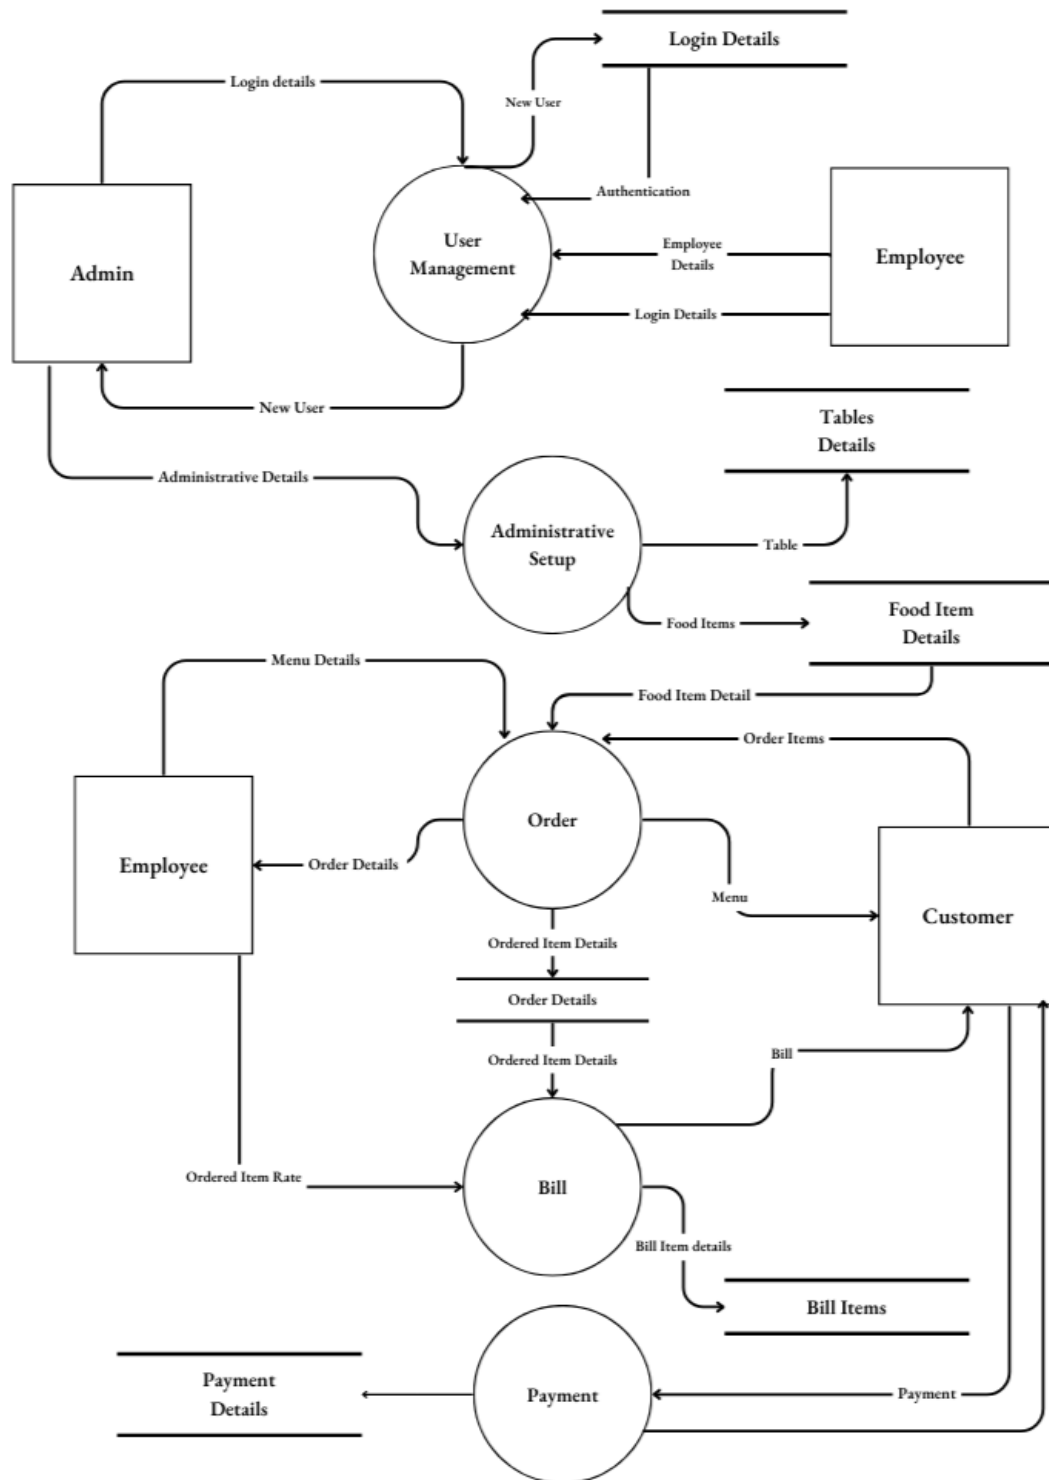 Login Details
Login details
New User
Authentication
User
Management
Employee
Details
Employee
Admin
Login Details
New User
Tables
Details
Administrative Details
Administrative
Setup
Table
Food Item
Details
Food Items
Menu Details
Food Item Detail
Order Items
Order
Employee
Order Details
Menu
Customer
Ordered Item Details
Order Details
Ordered Item Details
Bill
Ordered Item Rate
Bill
Bill Item details
Bill Items
Payment
Details
Payment
Payment